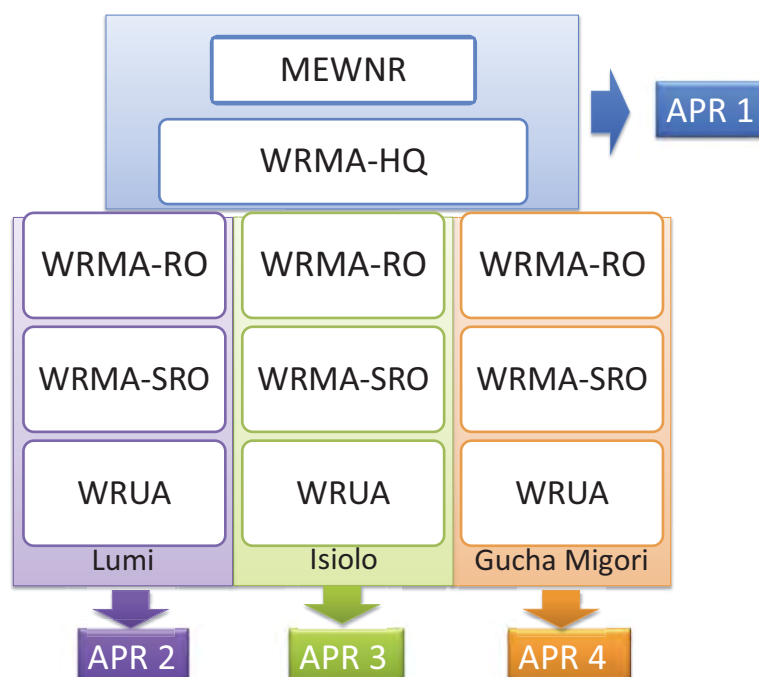 MEWNR
APR 1
WRMA-HQ
WRMA-RO WRMA-RO WRMA-RO
WRMA-SRO WRMA-SRO WRMA-SRO
WRUA WRUA WRUA
Lumi Isiolo Gucha Migori
APR 2 APR 3 APR 4